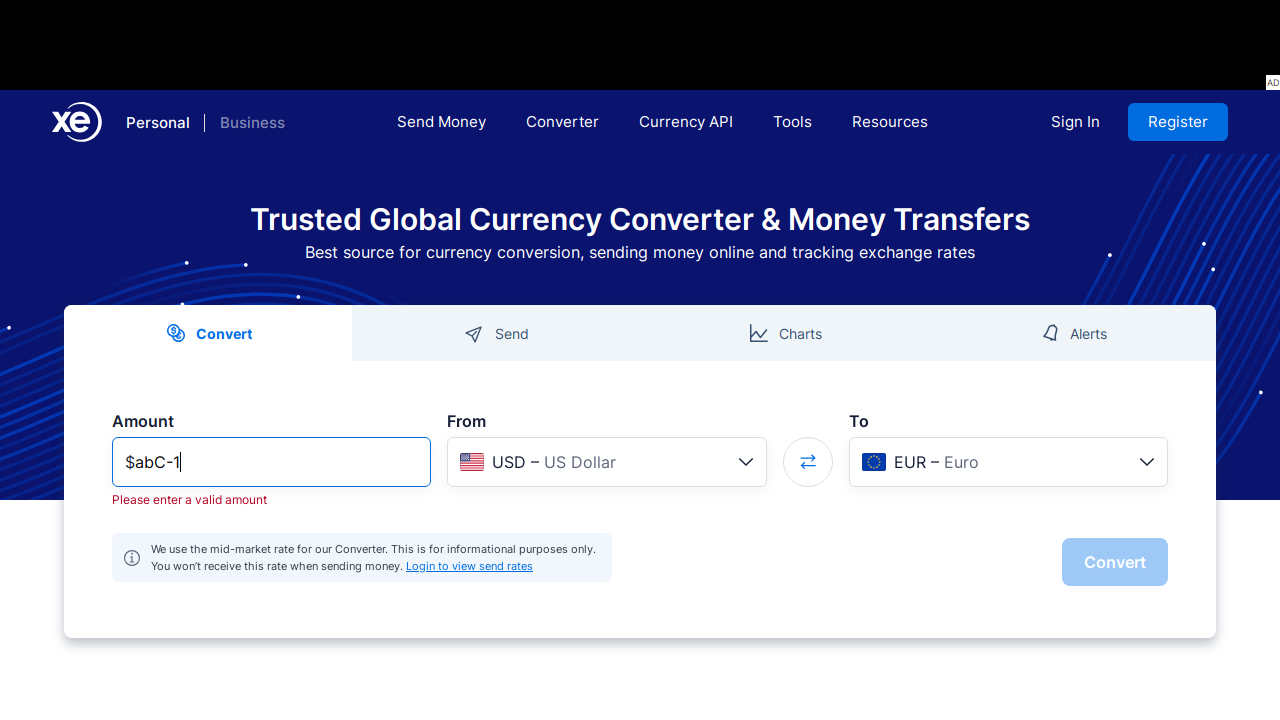 AD
xe
Personal
Business
Send Money
Converter
Currency API
Tools
Resources
Sign In
Register
Trusted Global Currency Converter & Money Transfers
Best source for currency conversion, sending money online and tracking exchange rates
Convert
Send
Charts
Alerts
Amount
From
To
$abC-1
USD – US Dollar
EUR – Euro
Please enter a valid amount
We use the mid-market rate for our Converter. This is for informational purposes only.
You won’t receive this rate when sending money. Login to view send rates
Convert